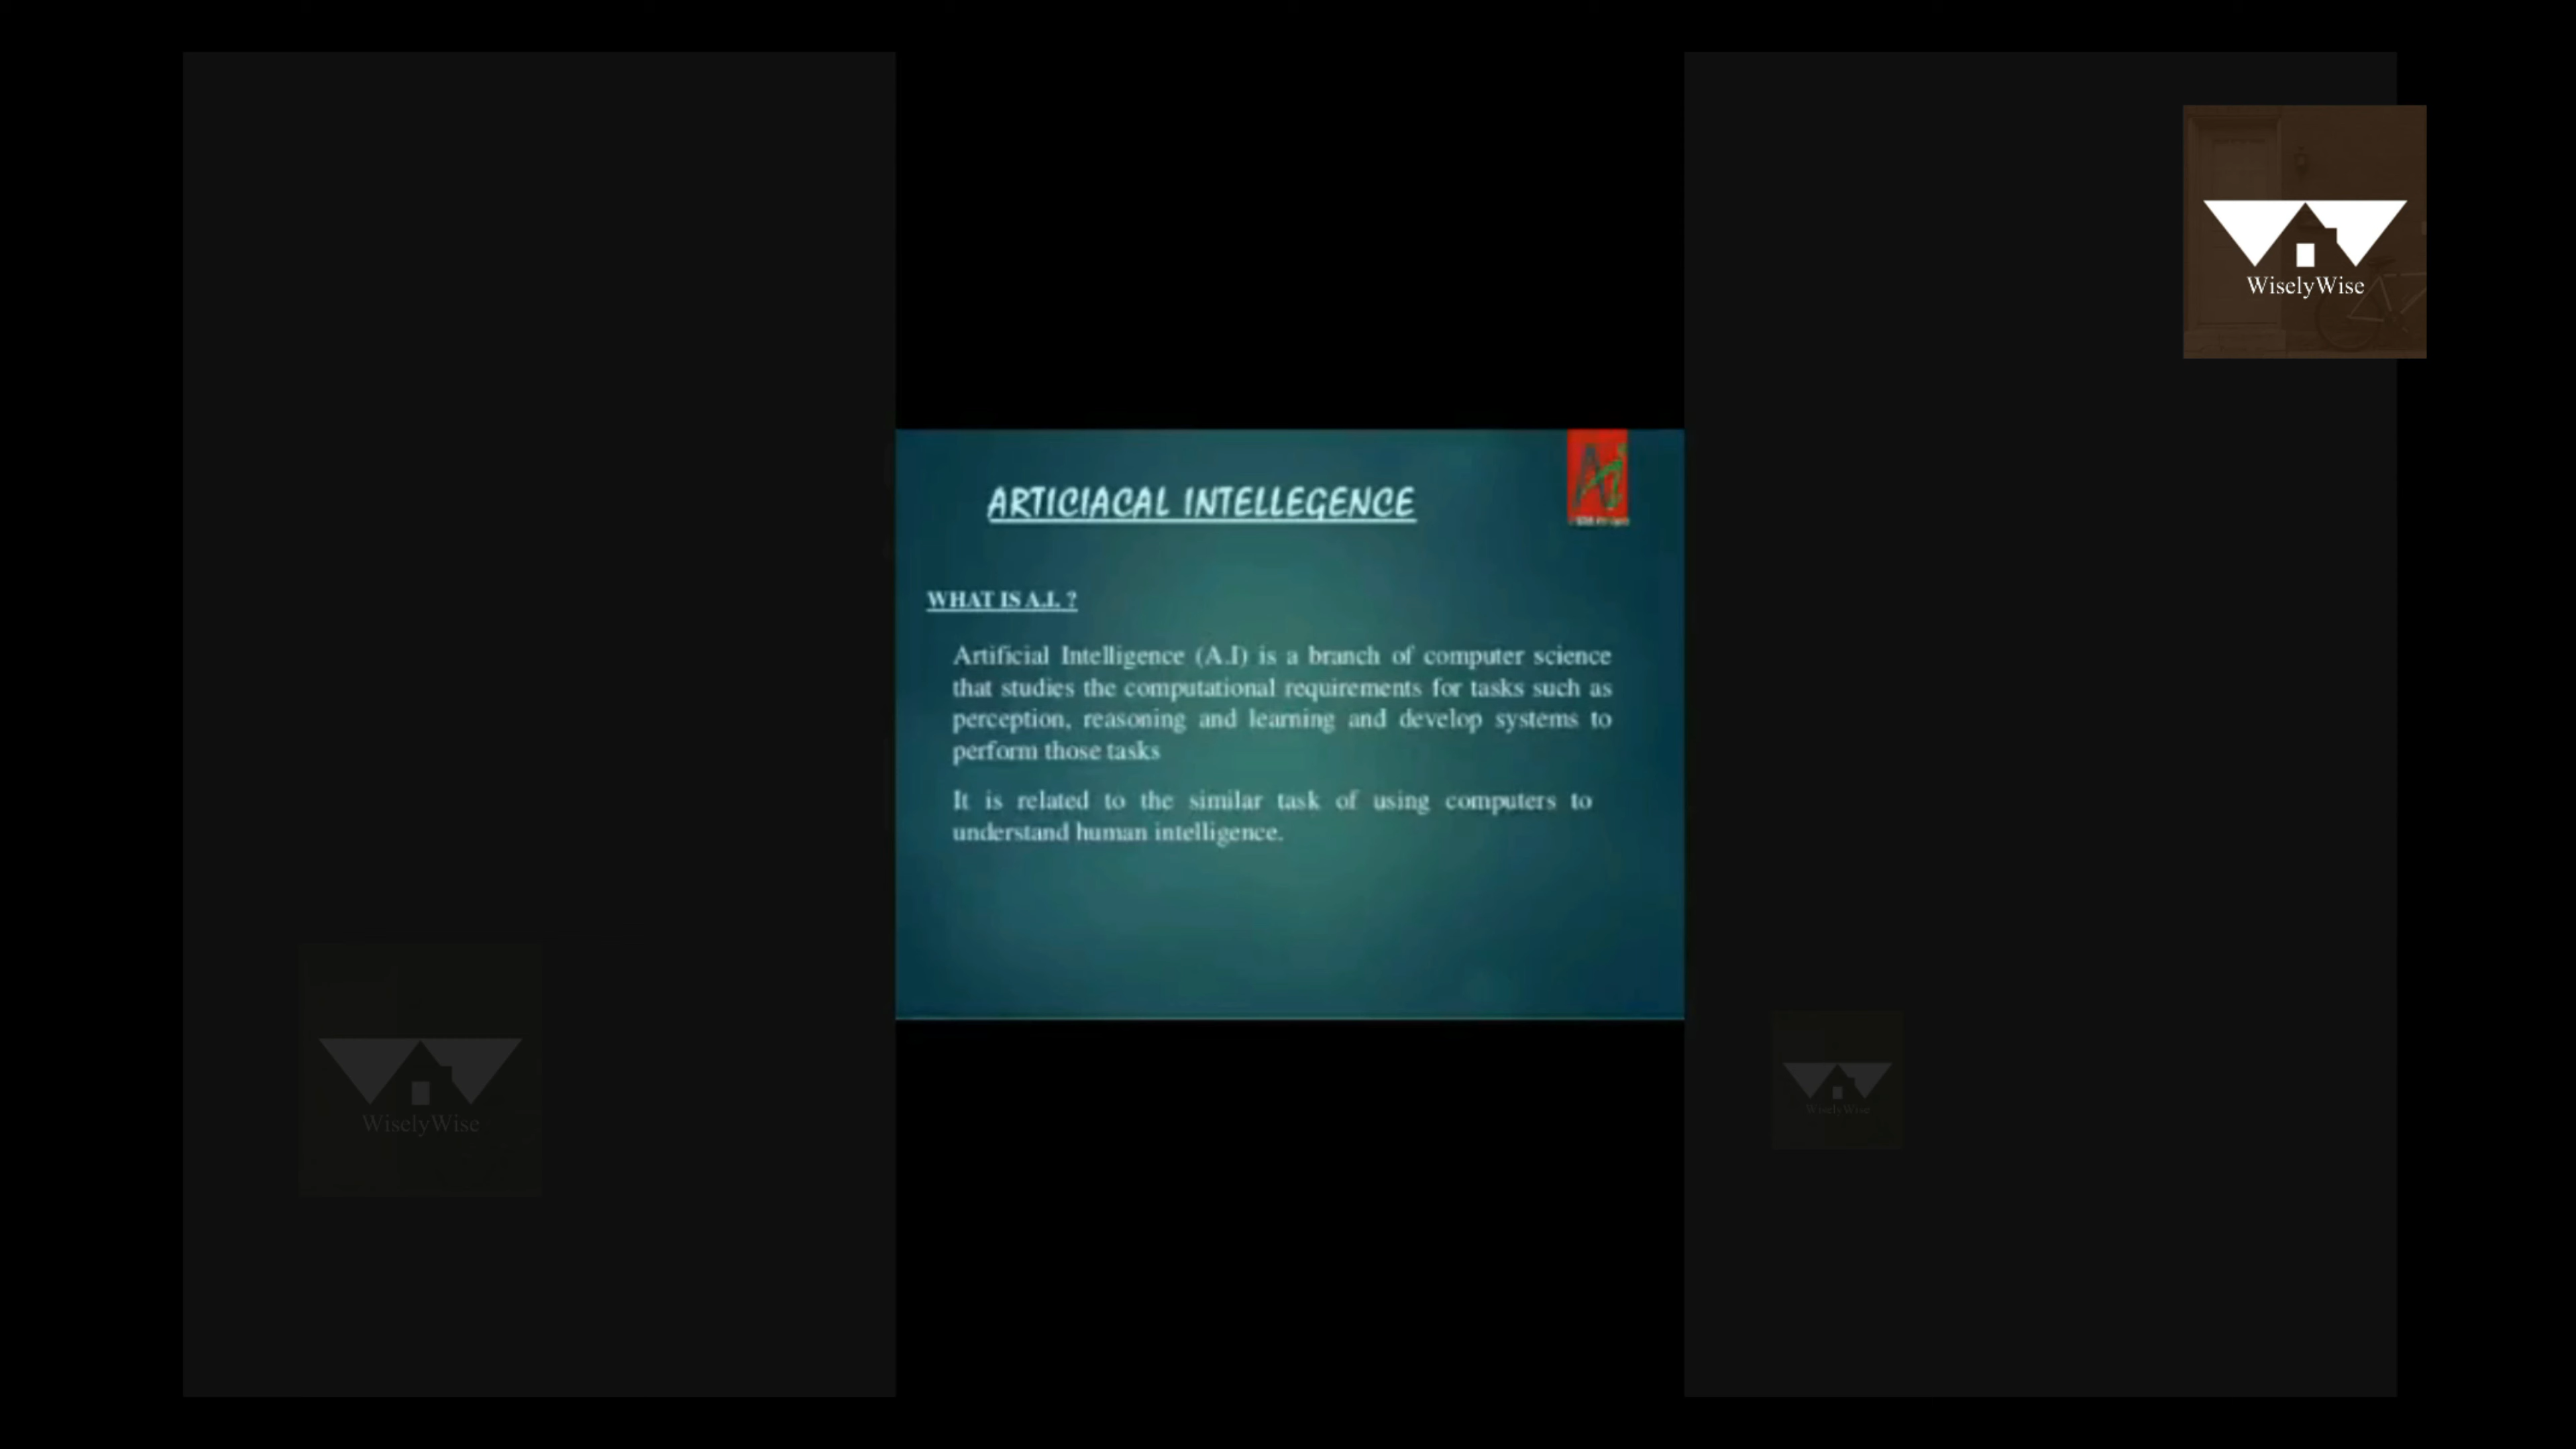 WiselyWise
ARTICIACAL INTELLEGENCE
Ai
WHAT IS A.I. ?
Artificial Intelligence (A.I) is a branch of computer science
that studies the computational requirements for tasks such as
perception, reasoning and learning and develop systems to
perform those tasks
It is related to the similar task of using computers to
understand human intelligence.
WiselyWise
WiselyWise